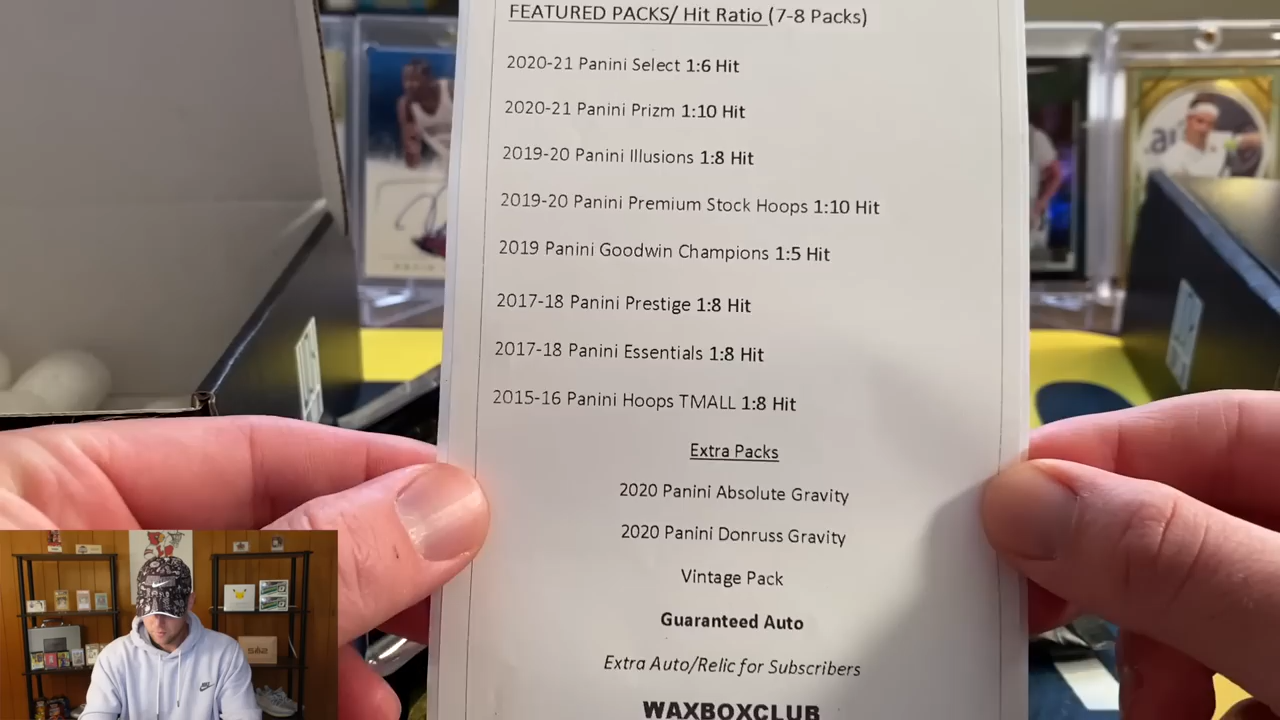 FEATURED PACKS/ Hit Ratio (7-8 Packs)
2020-21 Panini Select 1:6 Hit
2020-21 Panini Prizm 1:10 Hit
2019-20 Panini Illusions 1:8 Hit
2019-20 Panini Premium Stock Hoops 1:10 Hit
2019 Panini Goodwin Champions 1:5 Hit
2017-18 Panini Prestige 1:8 Hit
2017-18 Panini Essentials 1:8 Hit
2015-16 Panini Hoops TMALL 1:8 Hit
Extra Packs
2020 Panini Absolute Gravity
2020 Panini Donruss Gravity
Vintage Pack
Guaranteed Auto
Extra Auto/Relic for Subscribers
WAXBOXCLUB